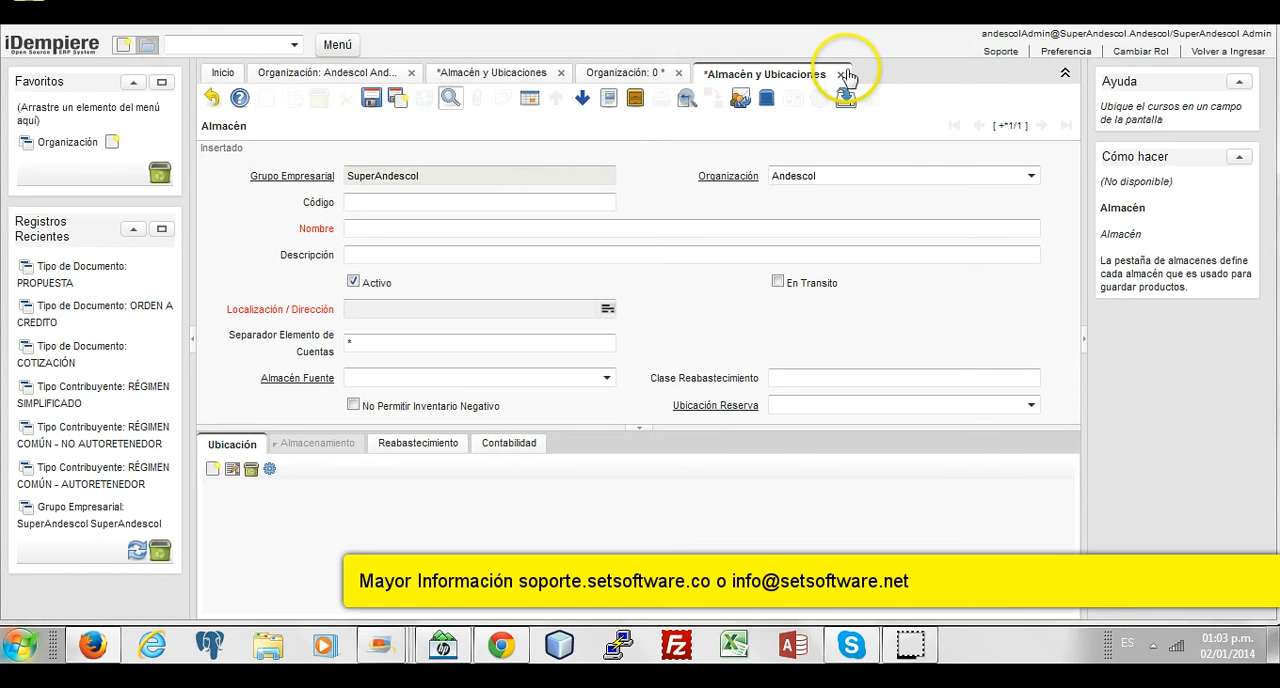 iDempiere
Open Source ERP System
Menú
andescolAdmin@SuperAndescol.Andescol/SuperAndescol Admin
Soporte
Preferencia
Cambiar Rol
Volver a Ingresar
Favoritos
(Arrastre un elemento del menú
aquí)
Organización
Registros
Recientes
Tipo de Documento:
PROPUESTA
Tipo de Documento: ORDEN A
CREDITO
Tipo de Documento:
COTIZACIÓN
Tipo Contribuyente: RÉGIMEN
SIMPLIFICADO
Tipo Contribuyente: RÉGIMEN
COMÚN - NO AUTORETENEDOR
Tipo Contribuyente: RÉGIMEN
COMÚN - AUTORETENEDOR
Grupo Empresarial:
SuperAndescol SuperAndescol
Inicio
Organización: Andescol And...
*Almacén y Ubicaciones
Organización: 0 *
*Almacén y Ubicaciones
Almacén
[ +*1/1 ]
Insertado
Grupo Empresarial
SuperAndescol
Organización
Andescol
Código
Nombre
Descripción
Activo
En Transito
Localización / Dirección
Separador Elemento de
Cuentas
*
Almacén Fuente
Clase Reabastecimiento
No Permitir Inventario Negativo
Ubicación Reserva
Ubicación
Almacenamiento
Reabastecimiento
Contabilidad
Ayuda
Ubique el cursos en un campo
de la pantalla
Cómo hacer
(No disponible)
Almacén
Almacén
La pestaña de almacenes define
cada almacén que es usado para
guardar productos.
Mayor Información soporte.setsoftware.co o info@setsoftware.net
ES
01:03 p.m.
02/01/2014